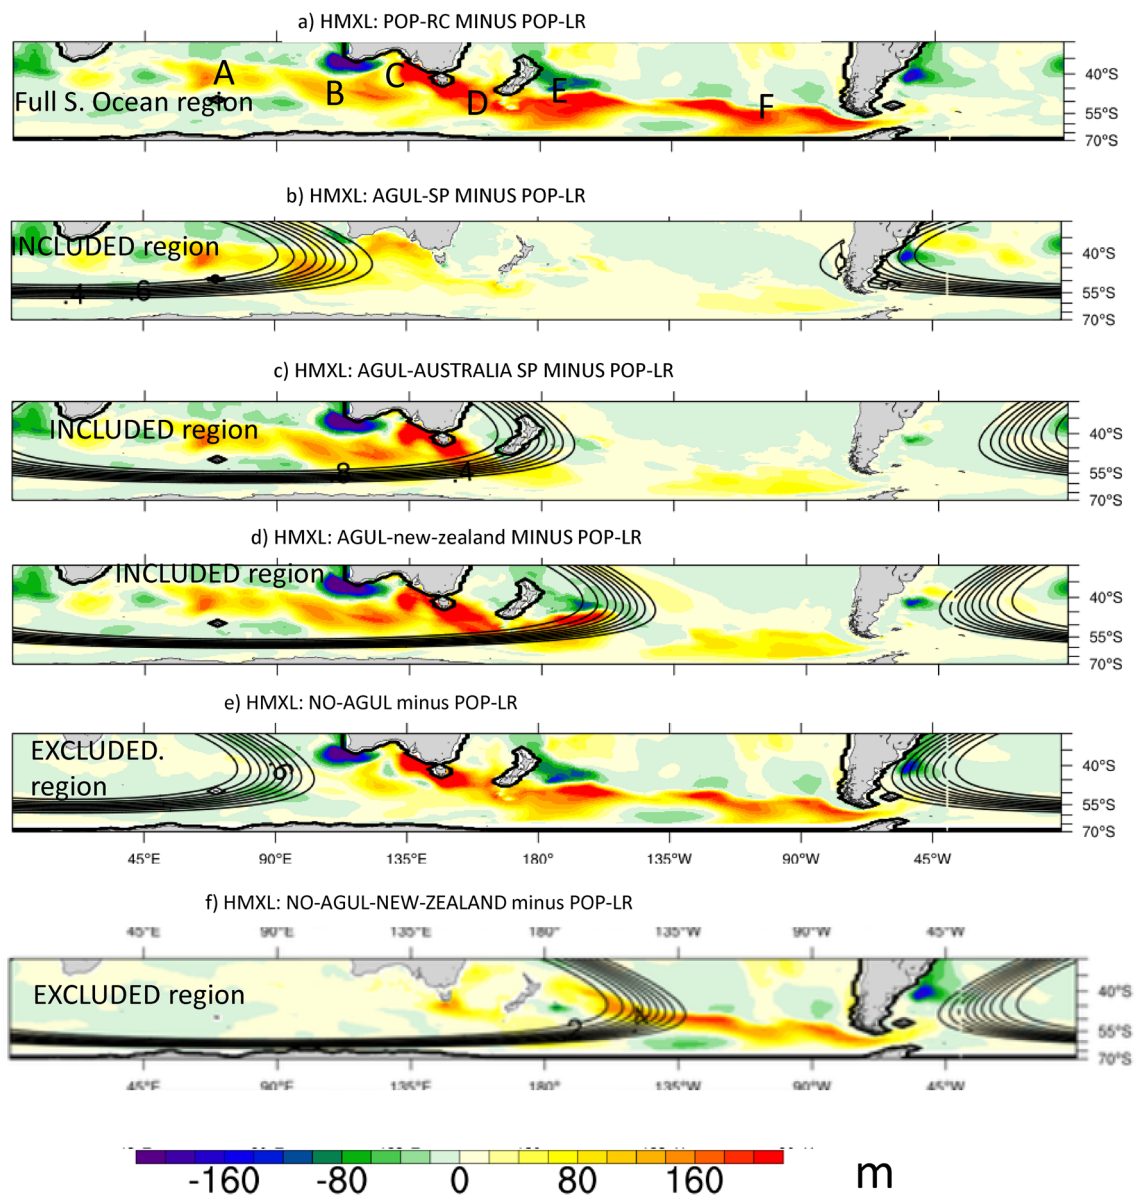 a) HMXL: POP-RC MINUS POP-LR
A
B
C
D
E
F
Full S. Ocean region
40°S
55°S
70°S
b) HMXL: AGUL-SP MINUS POP-LR
INCLUDED region
.4
.6
40°S
55°S
70°S
c) HMXL: AGUL-AUSTRALIA SP MINUS POP-LR
INCLUDED region
.8
.4
40°S
55°S
70°S
d) HMXL: AGUL-new-zealand MINUS POP-LR
INCLUDED region
40°S
55°S
70°S
e) HMXL: NO-AGUL minus POP-LR
EXCLUDED.
region
40°S
55°S
70°S
45°E 90°E 135°E 180° 135°W 90°W 45°W
f) HMXL: NO-AGUL-NEW-ZEALAND minus POP-LR
45°E 90°E 135°E 180° 135°W 90°W 45°W
EXCLUDED region
40°S
55°S
70°S
45°E 90°E 135°E 180° 135°W 90°W 45°W
-160 -80 0 80 160 m